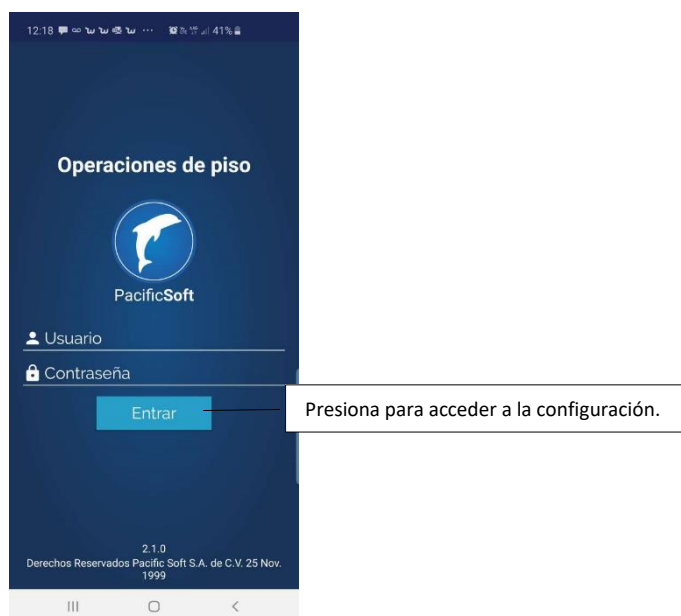 12:18 41%
Operaciones de piso
PacificSoft
Usuario
Contraseña
Entrar
Presiona para acceder a la configuración.
2.1.0
Derechos Reservados Pacific Soft S.A. de C.V. 25 Nov.
1999